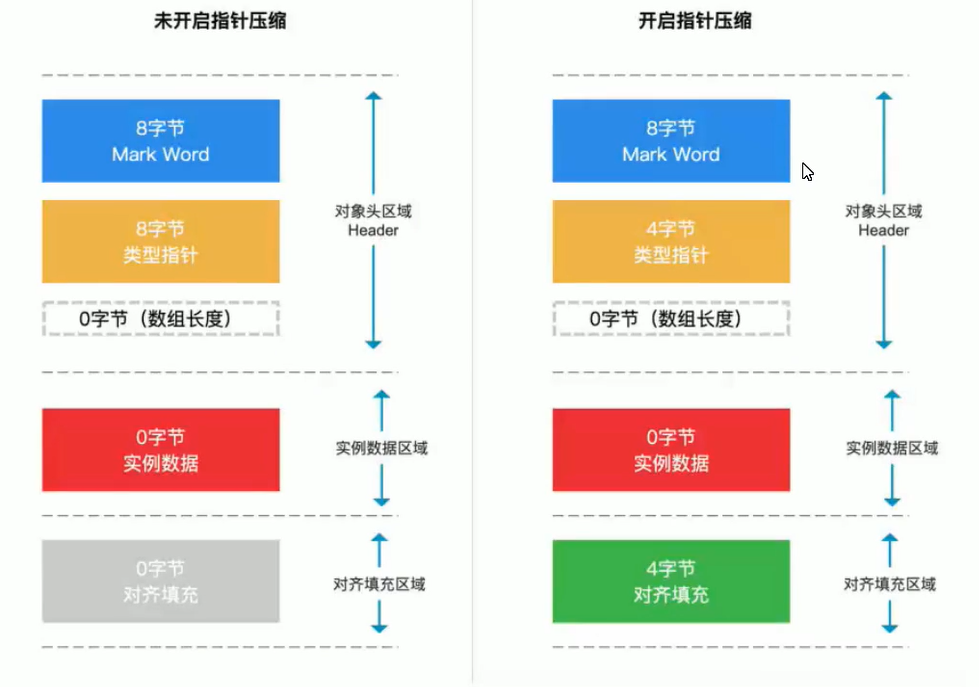 未开启指针压缩
8字节
Mark Word
8字节
类型指针
0字节（数组长度）
对象头区域
Header
0字节
实例数据
实例数据区域
0字节
对齐填充
对齐填充区域
开启指针压缩
8字节
Mark Word
4字节
类型指针
0字节（数组长度）
对象头区域
Header
0字节
实例数据
实例数据区域
4字节
对齐填充
对齐填充区域